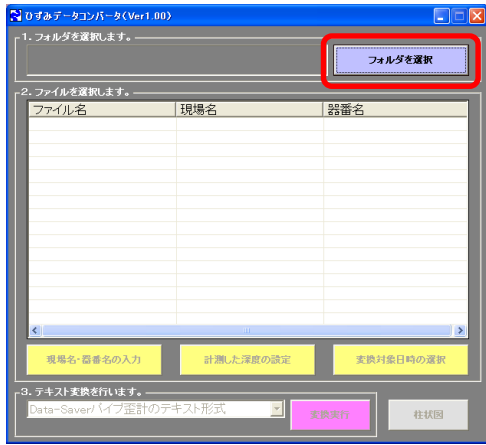 ひずみデータコンバータ(Ver1.00)
1. フォルダを選択します。
フォルダを選択
2. ファイルを選択します。
ファイル名 現場名 器番名
現場名・器番名の入力 計測した深度の設定 変換対象日時の選択
3. テキスト変換を行います。
Data-Saverパイプ歪計のテキスト形式 変換実行 柱状図